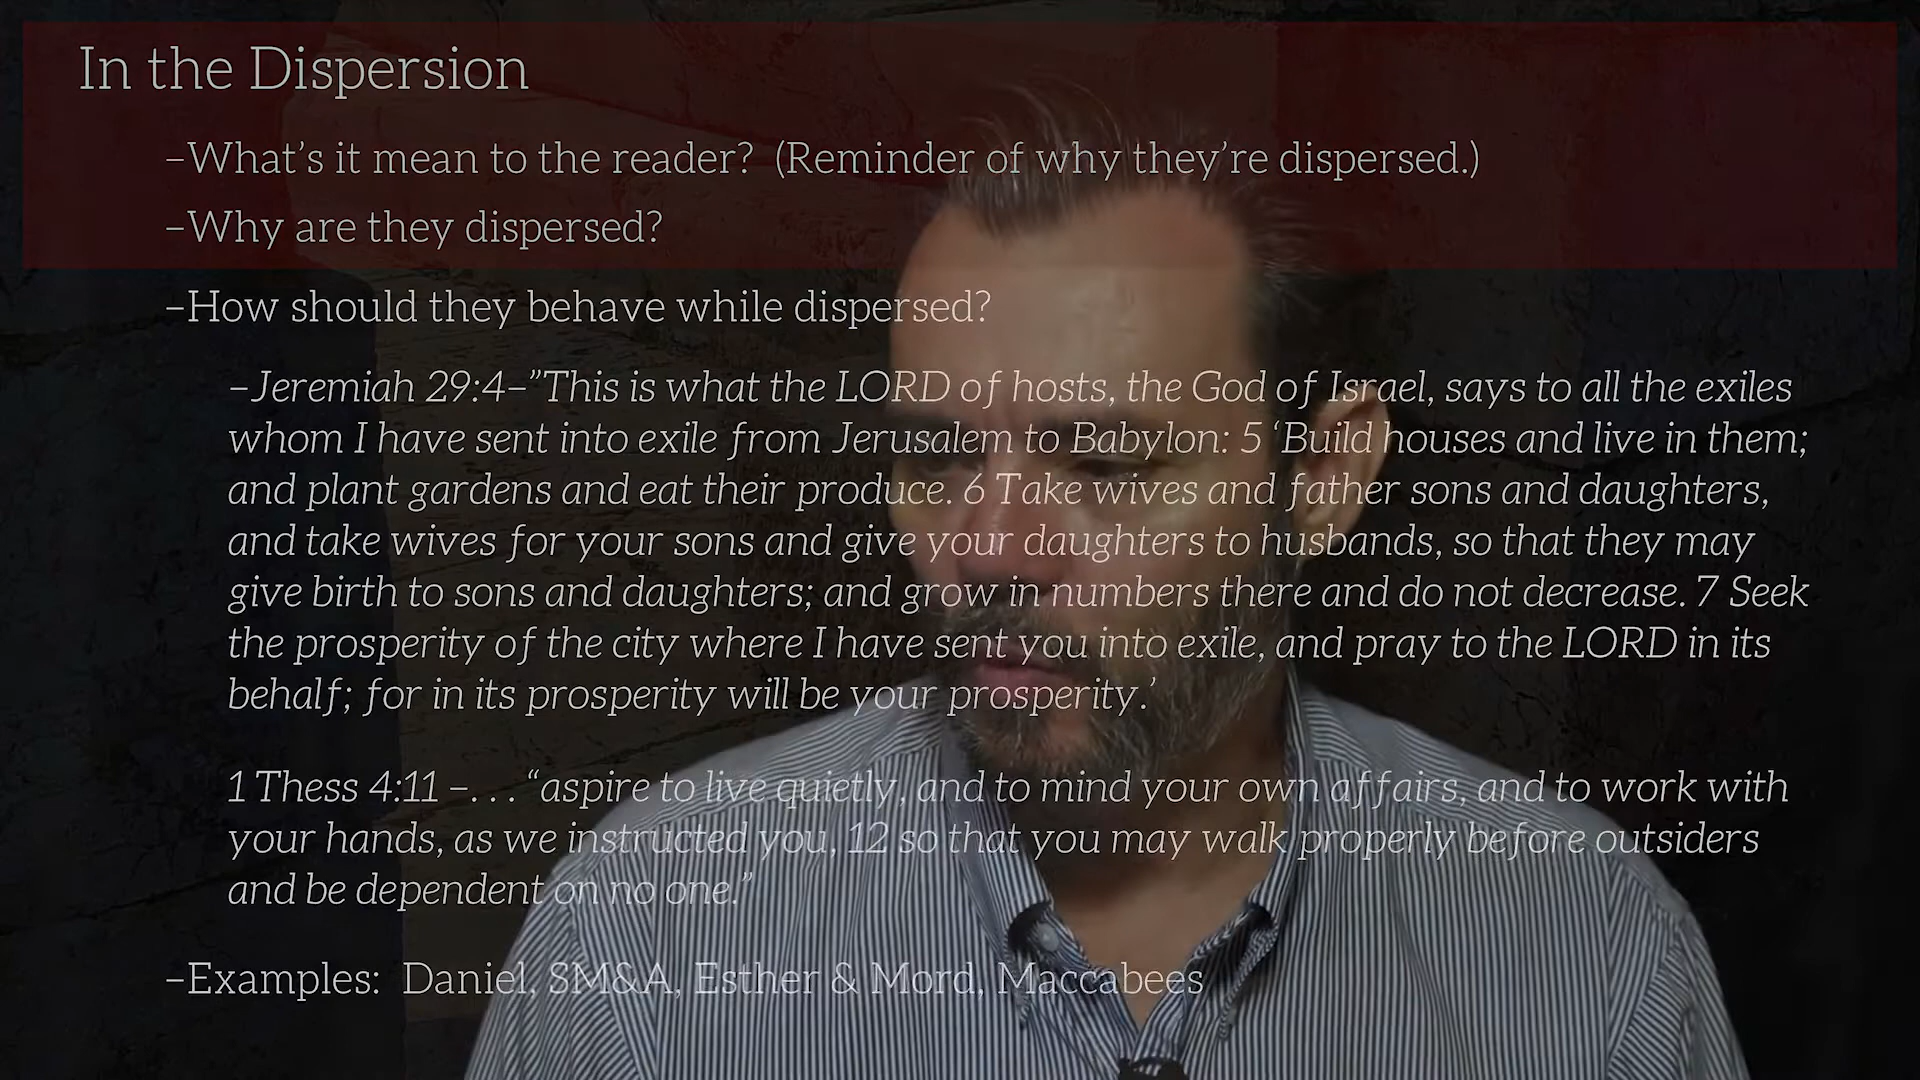 In the Dispersion
–What’s it mean to the reader? (Reminder of why they’re dispersed.)
–Why are they dispersed?
–How should they behave while dispersed?
–Jeremiah 29:4–”This is what the LORD of hosts, the God of Israel, says to all the exiles
whom I have sent into exile from Jerusalem to Babylon: 5 ‘Build houses and live in them;
and plant gardens and eat their produce. 6 Take wives and father sons and daughters,
and take wives for your sons and give your daughters to husbands, so that they may
give birth to sons and daughters; and grow in numbers there and do not decrease. 7 Seek
the prosperity of the city where I have sent you into exile, and pray to the LORD in its
behalf; for in its prosperity will be your prosperity.’
1 Thess 4:11 –. . . “aspire to live quietly, and to mind your own affairs, and to work with
your hands, as we instructed you, 12 so that you may walk properly before outsiders
and be dependent on no one.”
–Examples: Daniel, SM&A, Esther & Mord, Maccabees